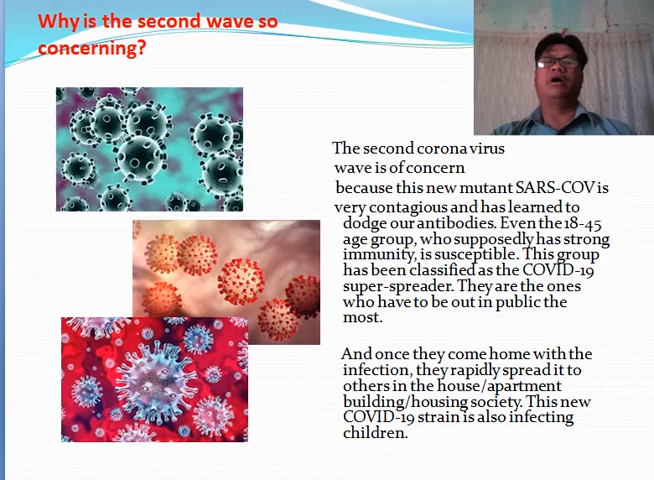 Why is the second wave so
concerning?
The second corona virus
wave is of concern
because this new mutant SARS-COV is
very contagious and has learned to
dodge our antibodies. Even the 18-45
age group, who supposedly has strong
immunity, is susceptible. This group
has been classified as the COVID-19
super-spreader. They are the ones
who have to be out in public the
most.
And once they come home with the
infection, they rapidly spread it to
others in the house/apartment
building/housing society. This new
COVID-19 strain is also infecting
children.